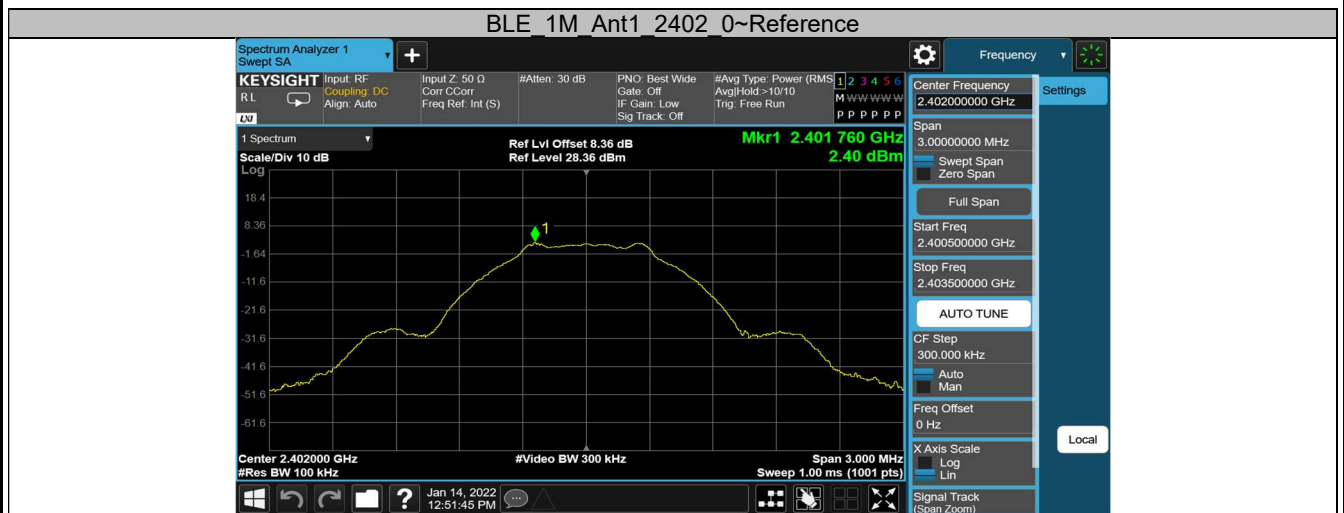 BLE_1M_Ant1_2402_0~Reference
Spectrum Analyzer 1
Swept SA
+
Frequency
KEYSIGHT
R L
LXI
Input: RF
Coupling: DC
Align: Auto
Input Z: 50 Ω
Corr CCorr
Freq Ref: Int (S)
#Atten: 30 dB
PNO: Best Wide
Gate: Off
IF Gain: Low
Sig Track: Off
#Avg Type: Power (RMS
Avg|Hold:>10/10
Trig: Free Run
1 2 3 4 5 6
M W W W W W
P P P P P P
1 Spectrum
Scale/Div 10 dB
Log
Ref Lvl Offset 8.36 dB
Ref Level 28.36 dBm
Mkr1 2.401 760 GHz
2.40 dBm
18.4
8.36
-1.64
-11.6
-21.6
-31.6
-41.6
-51.6
-61.6
1
Center 2.402000 GHz
#Res BW 100 kHz
#Video BW 300 kHz
Span 3.000 MHz
Sweep 1.00 ms (1001 pts)
?
Jan 14, 2022
12:51:45 PM
Center Frequency
2.402000000 GHz
Span
3.00000000 MHz
Swept Span
Zero Span
Full Span
Start Freq
2.400500000 GHz
Stop Freq
2.403500000 GHz
AUTO TUNE
CF Step
300.000 kHz
Auto
Man
Freq Offset
0 Hz
X Axis Scale
Log
Lin
Signal Track
(Span Zoom)
Settings
Local